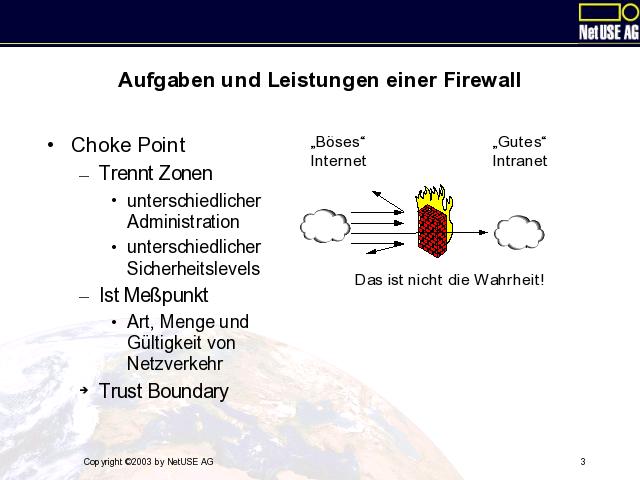 NetUSE AG
Aufgaben und Leistungen einer Firewall
• Choke Point
– Trennt Zonen
• unterschiedlicher
Administration
• unterschiedlicher
Sicherheitslevels
– Ist Meßpunkt
• Art, Menge und
Gültigkeit von
Netzverkehr
➔ Trust Boundary
„Böses“
Internet
„Gutes“
Intranet
Das ist nicht die Wahrheit!
Copyright ©2003 by NetUSE AG
3